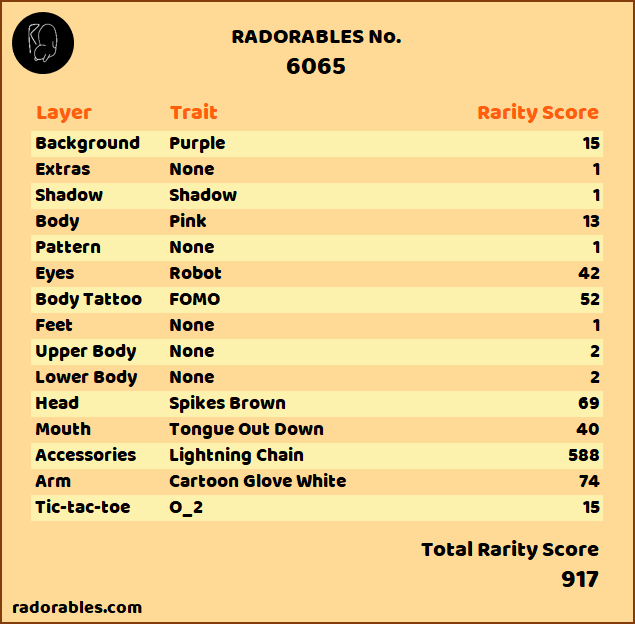 RADORABLES No.
6065
Layer Trait Rarity Score
Background Purple 15
Extras None 1
Shadow Shadow 1
Body Pink 13
Pattern None 1
Eyes Robot 42
Body Tattoo FOMO 52
Feet None 1
Upper Body None 2
Lower Body None 2
Head Spikes Brown 69
Mouth Tongue Out Down 40
Accessories Lightning Chain 588
Arm Cartoon Glove White 74
Tic-tac-toe O_2 15
Total Rarity Score
917
radorables.com